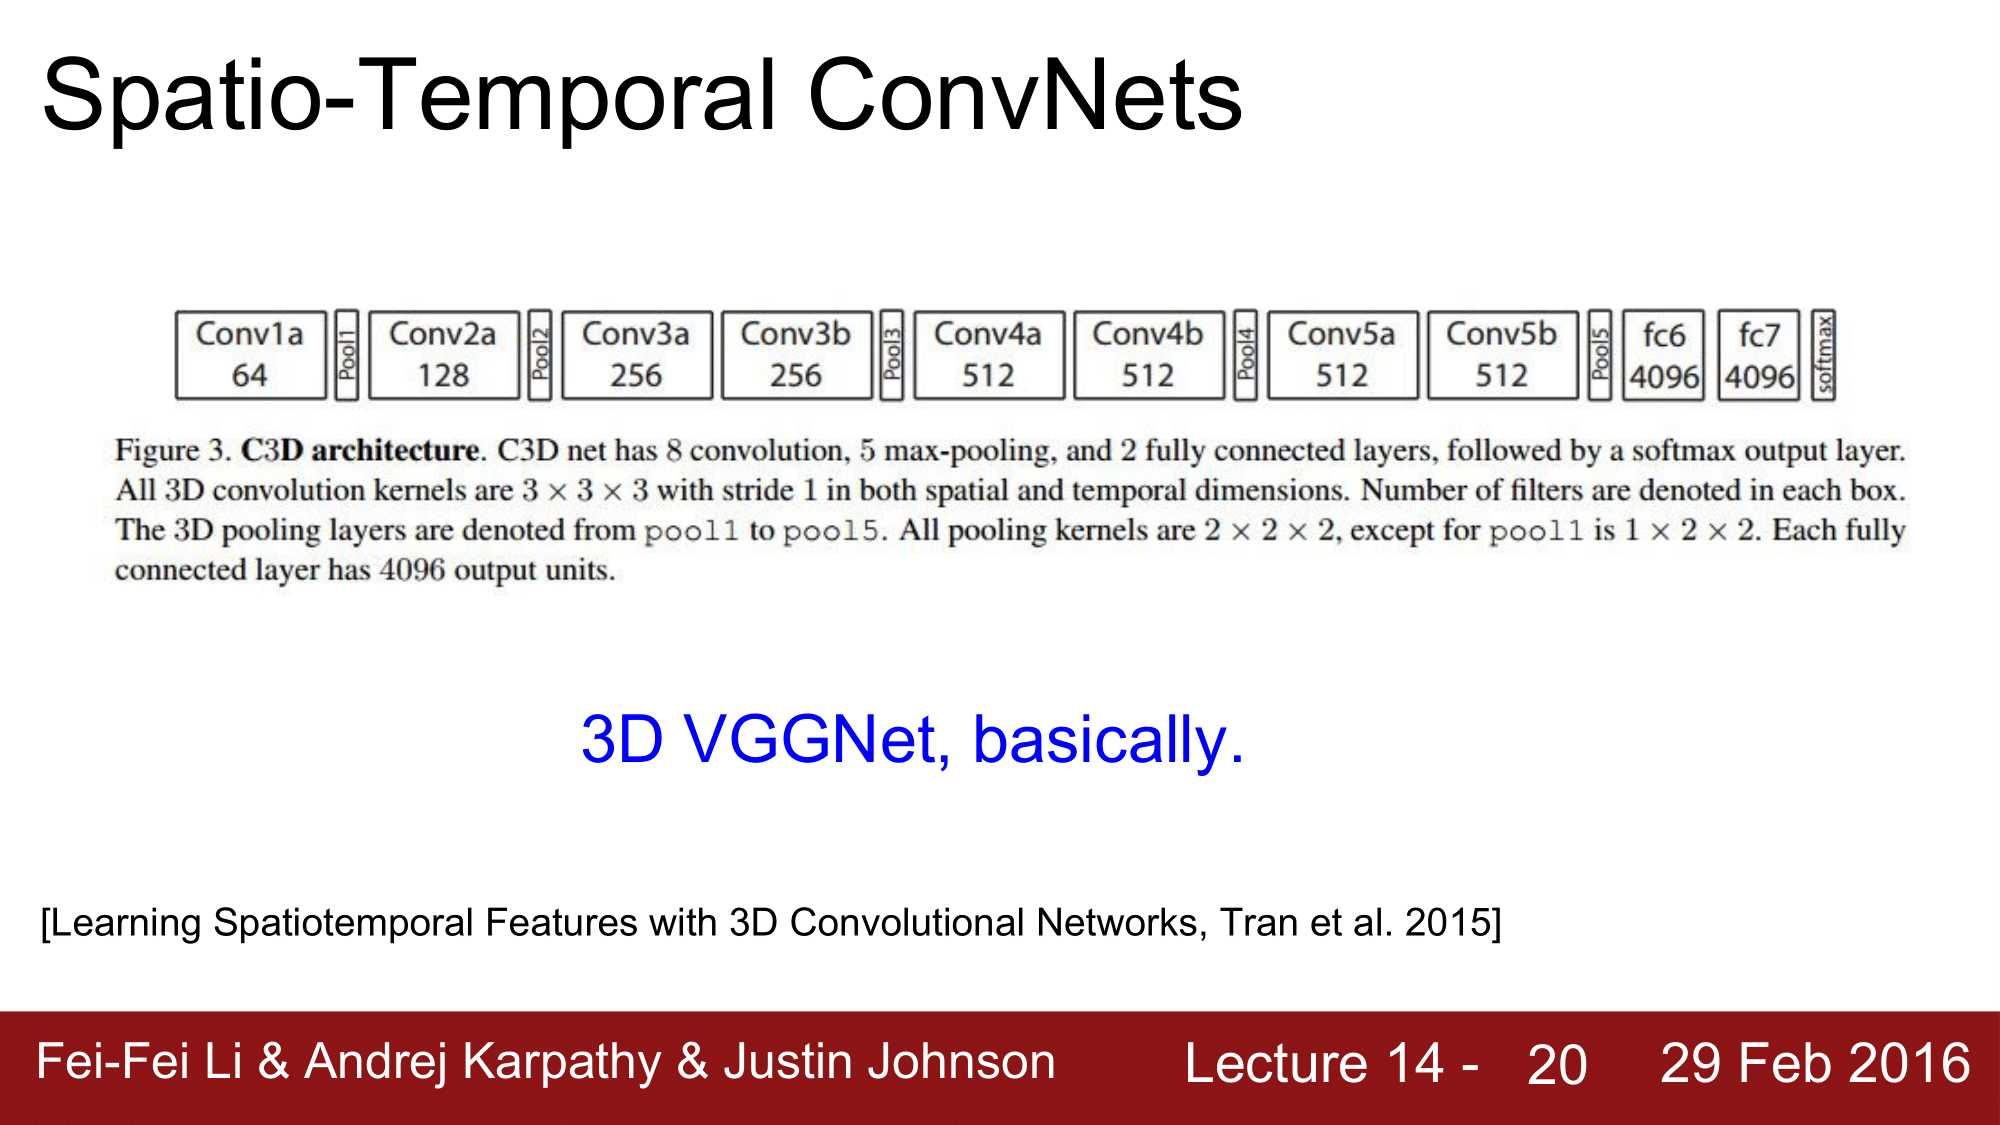 Spatio-Temporal ConvNets
Conv1a 64 Pool1 Conv2a 128 Pool2 Conv3a 256 Conv3b 256 Pool3 Conv4a 512 Conv4b 512 Pool4 Conv5a 512 Conv5b 512 Pool5 fc6 4096 fc7 4096 softmax
Figure 3. C3D architecture. C3D net has 8 convolution, 5 max-pooling, and 2 fully connected layers, followed by a softmax output layer.
All 3D convolution kernels are 3 × 3 × 3 with stride 1 in both spatial and temporal dimensions. Number of filters are denoted in each box.
The 3D pooling layers are denoted from pool1 to pool5. All pooling kernels are 2 × 2 × 2, except for pool1 is 1 × 2 × 2. Each fully
connected layer has 4096 output units.
3D VGGNet, basically.
[Learning Spatiotemporal Features with 3D Convolutional Networks, Tran et al. 2015]
Fei-Fei Li & Andrej Karpathy & Justin Johnson Lecture 14 - 20 29 Feb 2016